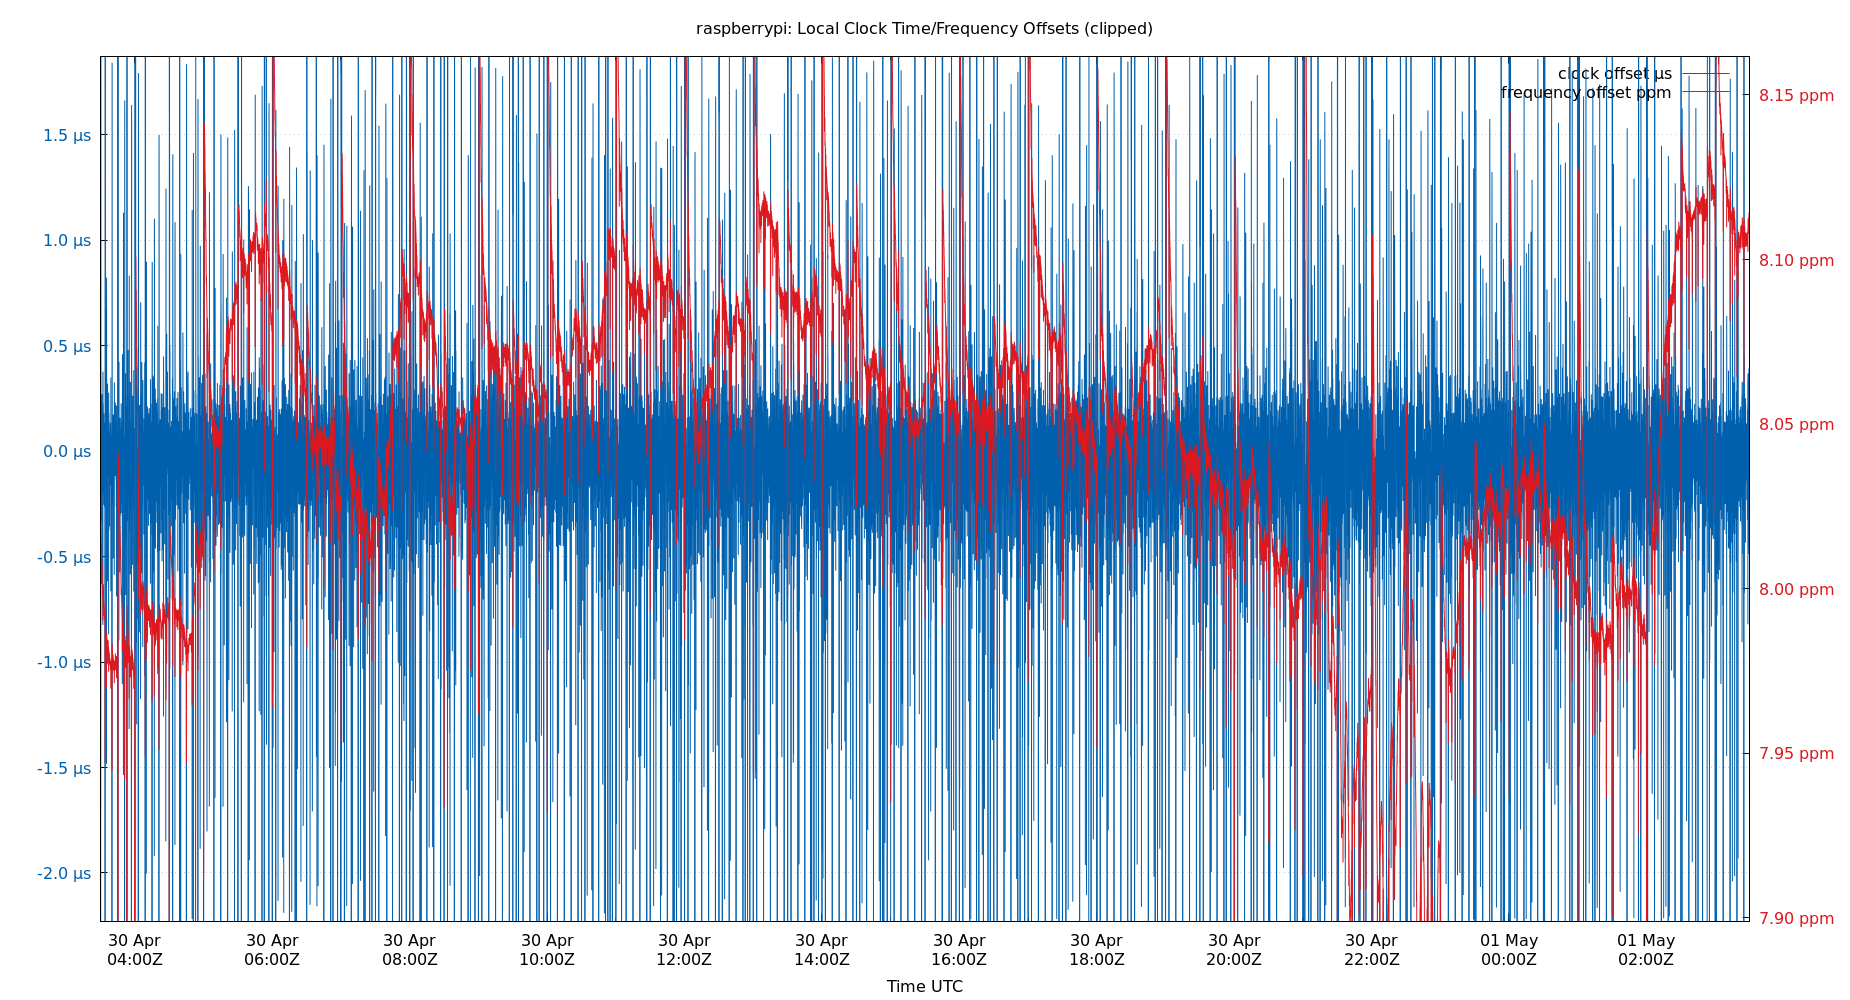 raspberrypi: Local Clock Time/Frequency Offsets (clipped)
clock offset µs
frequency offset ppm
1.5 µs
1.0 µs
0.5 µs
0.0 µs
-0.5 µs
-1.0 µs
-1.5 µs
-2.0 µs
8.15 ppm
8.10 ppm
8.05 ppm
8.00 ppm
7.95 ppm
7.90 ppm
30 Apr 30 Apr 30 Apr 30 Apr 30 Apr 30 Apr 30 Apr 30 Apr 30 Apr 30 Apr 01 May 01 May
04:00Z 06:00Z 08:00Z 10:00Z 12:00Z 14:00Z 16:00Z 18:00Z 20:00Z 22:00Z 00:00Z 02:00Z
Time UTC